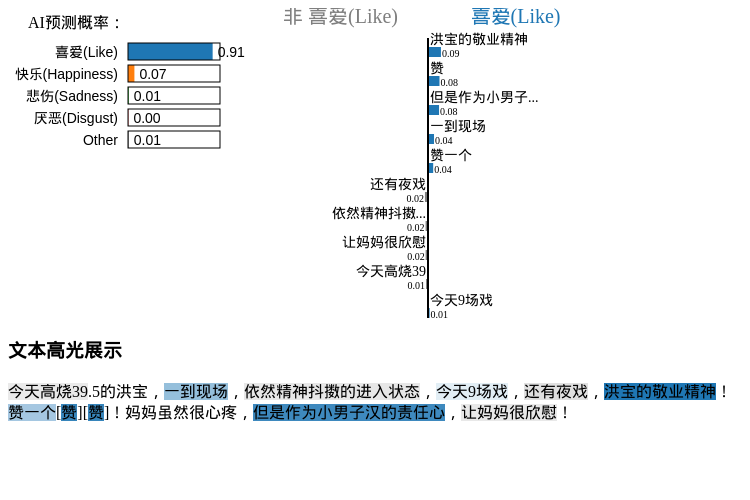 AI预测概率：
喜爱(Like) 0.91
快乐(Happiness) 0.07
悲伤(Sadness) 0.01
厌恶(Disgust) 0.00
Other 0.01
非 喜爱(Like) 喜爱(Like)
洪宝的敬业精神
0.09
赞
0.08
但是作为小男子...
0.08
一到现场
0.04
赞一个
0.04
还有夜戏
0.02
依然精神抖擞...
0.02
让妈妈很欣慰
0.02
今天高烧39
0.01
今天9场戏
0.01
文本高光展示
今天高烧39.5的洪宝，一到现场，依然精神抖擞的进入状态，今天9场戏，还有夜戏，洪宝的敬业精神！
赞一个[赞][赞]！妈妈虽然很心疼，但是作为小男子汉的责任心，让妈妈很欣慰！